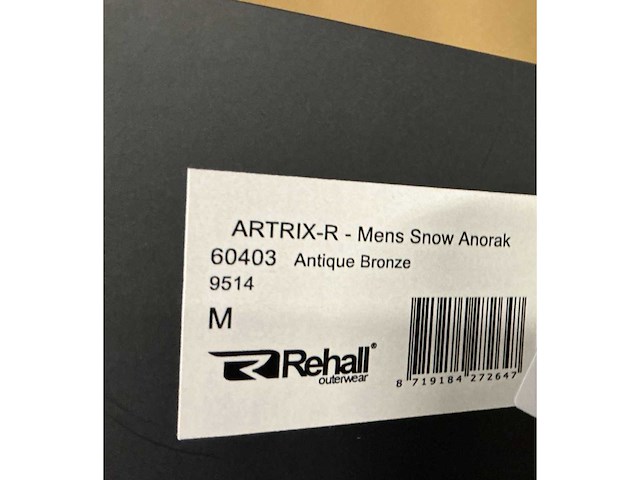 ARTRIX-R - Mens Snow Anorak
60403 Antique Bronze
9514
M
Rehall®
outerwear
8 719184 272647